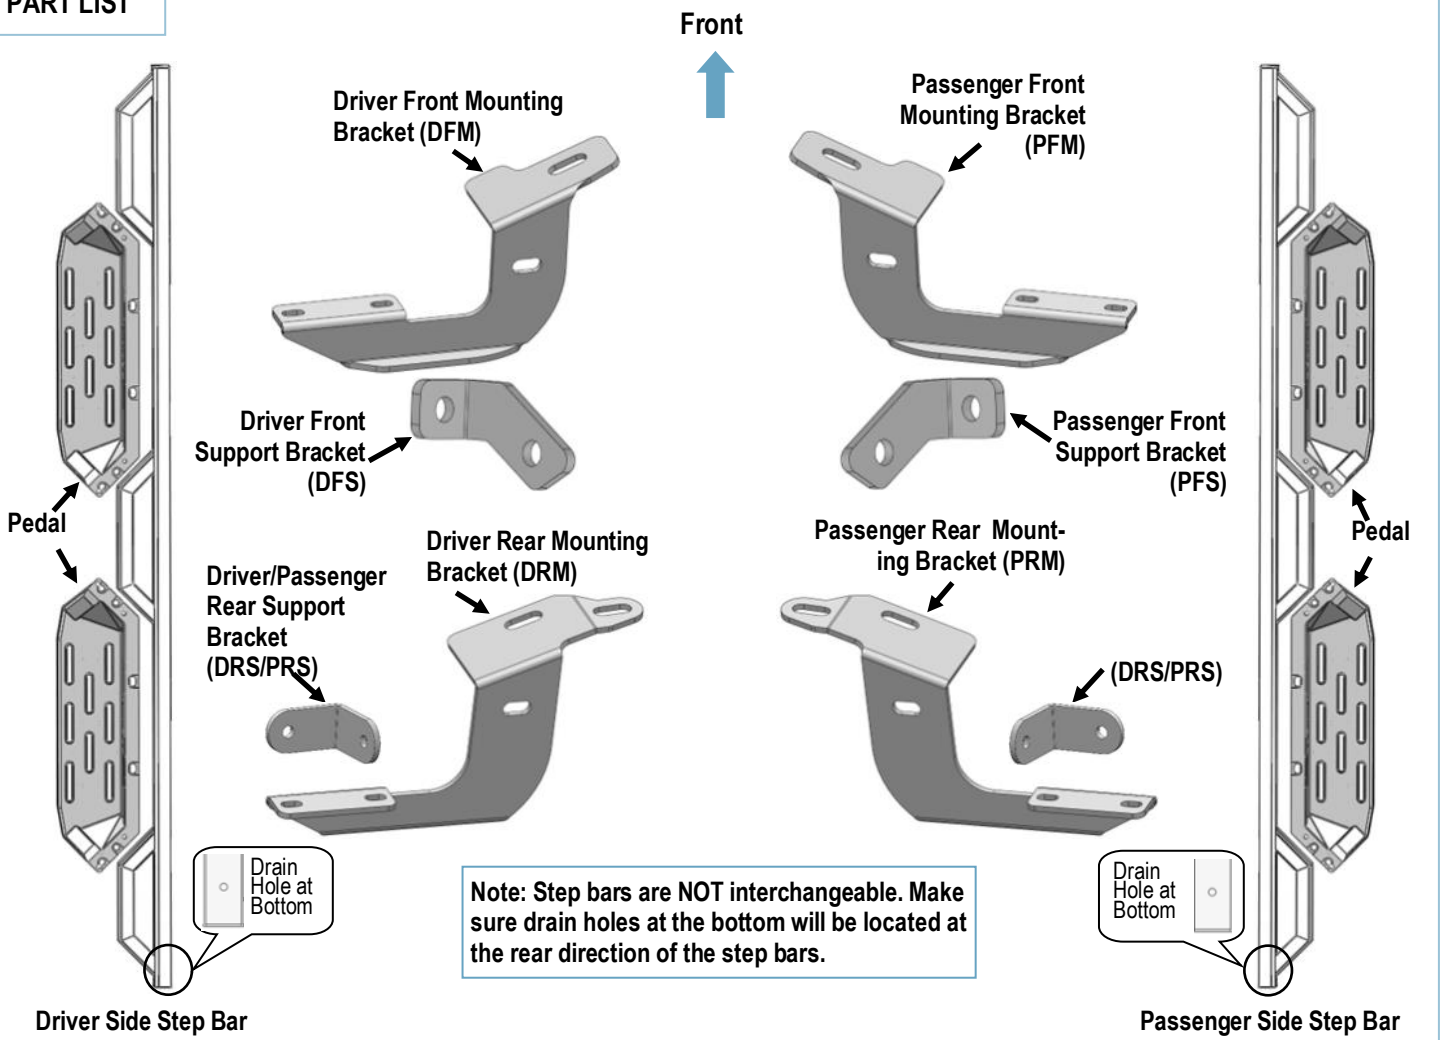 PART LIST
Front
Driver Front Mounting
Bracket (DFM)
Passenger Front
Mounting Bracket
(PFM)
Driver Front
Support Bracket
(DFS)
Passenger Front
Support Bracket
(PFS)
Pedal
Pedal
Driver Rear Mounting
Bracket (DRM)
Passenger Rear Mount-
ing Bracket (PRM)
Driver/Passenger
Rear Support
Bracket
(DRS/PRS)
(DRS/PRS)
Drain
Hole at
Bottom
Drain
Hole at
Bottom
Note: Step bars are NOT interchangeable. Make
sure drain holes at the bottom will be located at
the rear direction of the step bars.
Driver Side Step Bar
Passenger Side Step Bar